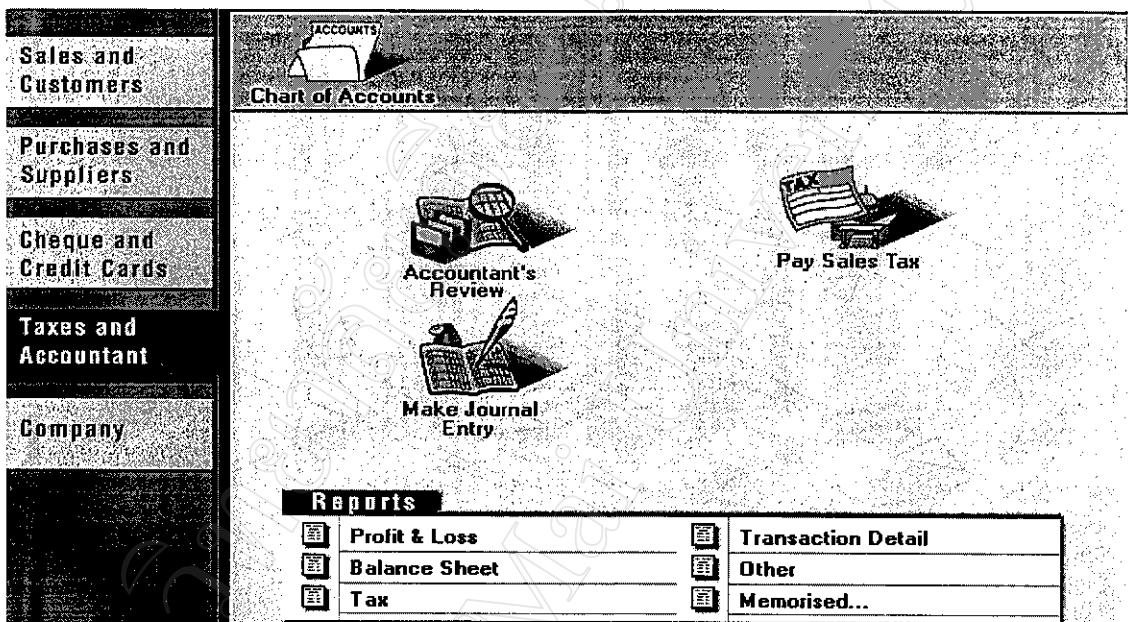 Sales and
Customers
Purchases and
Suppliers
Cheque and
Credit Cards
Taxes and
Accountant
Company
ACCOUNTS
Chart of Accounts
Accountant's
Review
TAX
Pay Sales Tax
Make Journal
Entry
Reports
Profit & Loss
Transaction Detail
Balance Sheet
Other
Tax
Memorised...